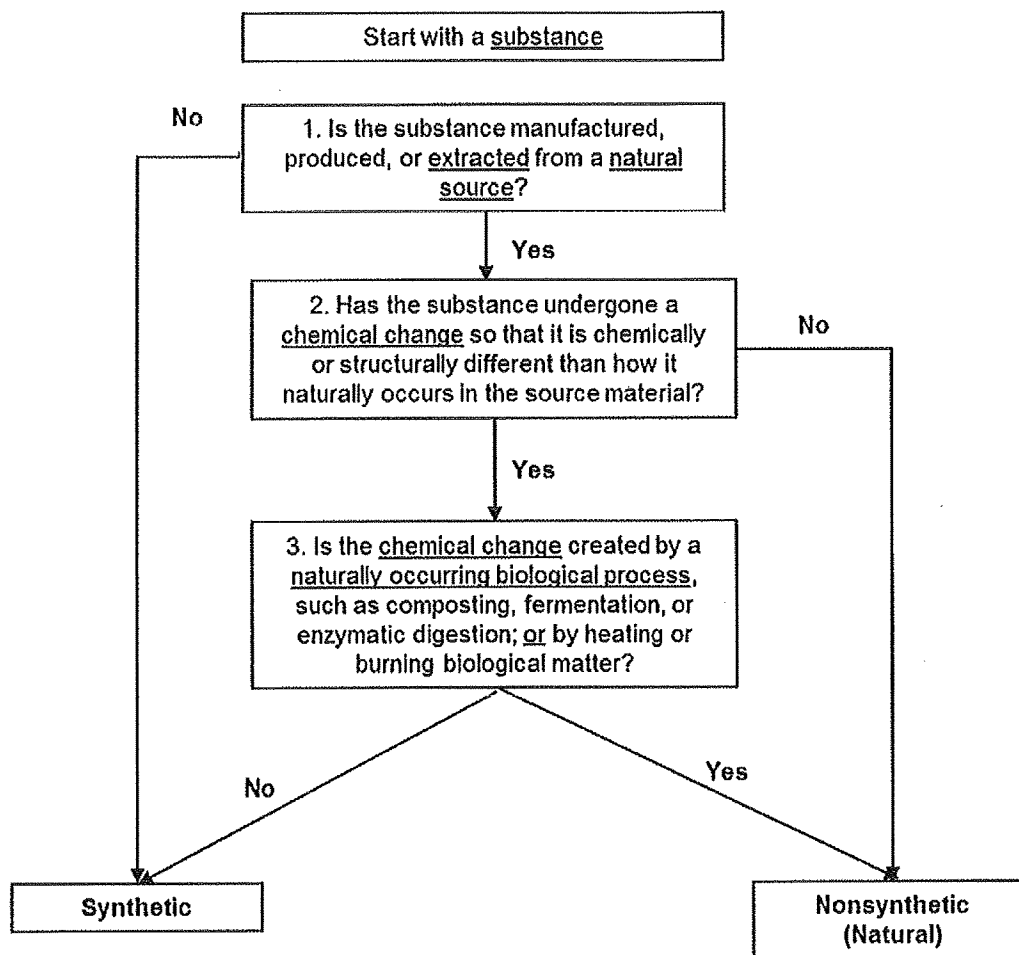 Start with a substance
No
1. Is the substance manufactured,
produced, or extracted from a natural
source?
Yes
2. Has the substance undergone a
chemical change so that it is chemically
or structurally different than how it
naturally occurs in the source material?
No
Yes
3. Is the chemical change created by a
naturally occurring biological process,
such as composting, fermentation, or
enzymatic digestion; or by heating or
burning biological matter?
No
Yes
Synthetic
Nonsynthetic
(Natural)